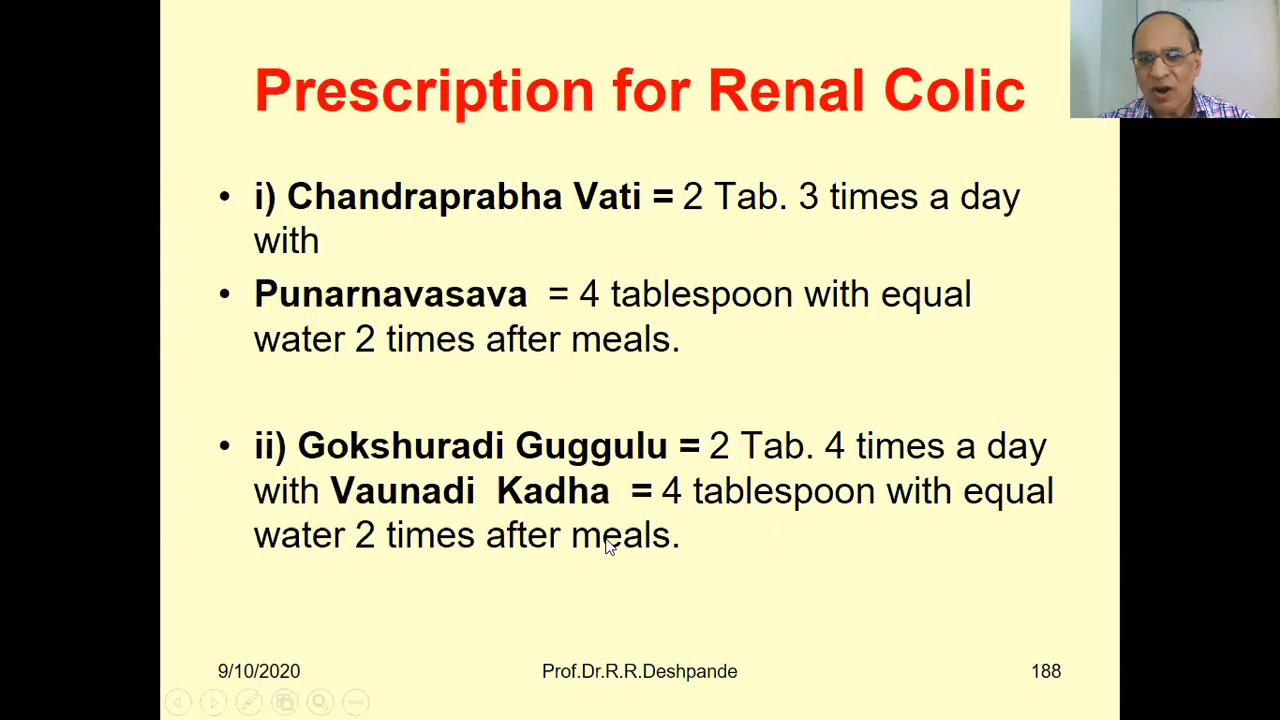 Prescription for Renal Colic
• i) Chandraprabha Vati = 2 Tab. 3 times a day
with
• Punarnavasava = 4 tablespoon with equal
water 2 times after meals.
• ii) Gokshuradi Guggulu = 2 Tab. 4 times a day
with Vaunadi Kadha = 4 tablespoon with equal
water 2 times after meals.
9/10/2020 Prof.Dr.R.R.Deshpande 188